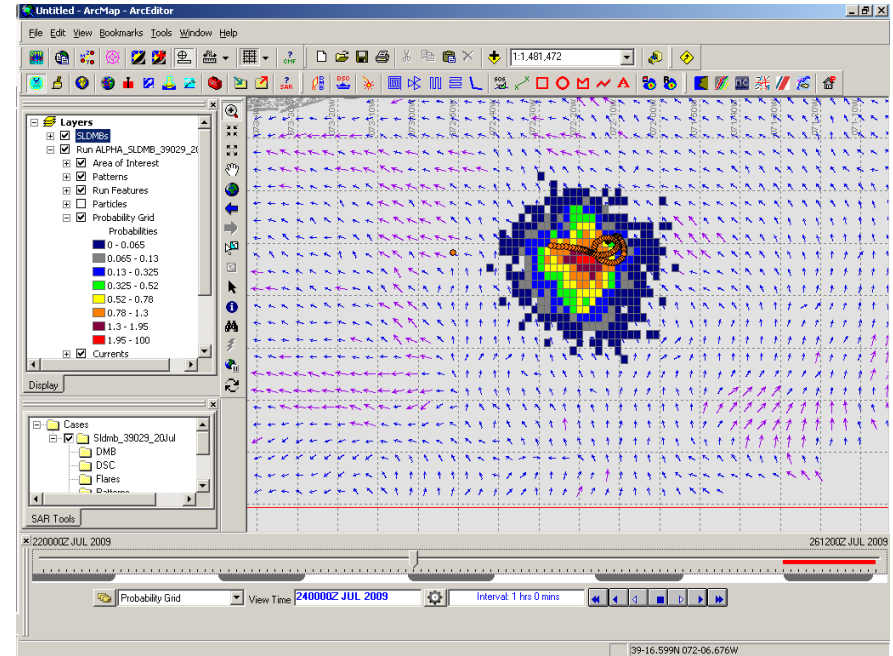 Untitled - ArcMap - ArcEditor
File Edit View Bookmarks Tools Window Help
CMF
1:1,481,472
SAR
DSC
SOS
Layers
SLDMBs
Run ALPHA_SLDMB_39029_20
Area of Interest
Patterns
Run Features
Particles
Probability Grid
Probabilities
0 - 0.065
0.065 - 0.13
0.13 - 0.325
0.325 - 0.52
0.52 - 0.78
0.78 - 1.3
1.3 - 1.95
1.95 - 100
Currents
Display
Cases
Sldmb_39029_20Jul
DMB
DSC
Flares
Patterns
SAR Tools
220000Z JUL 2009 261200Z JUL 2009
Probability Grid View Time 240000Z JUL 2009 Interval: 1 hrs 0 mins
39-16.599N 072-06.676W